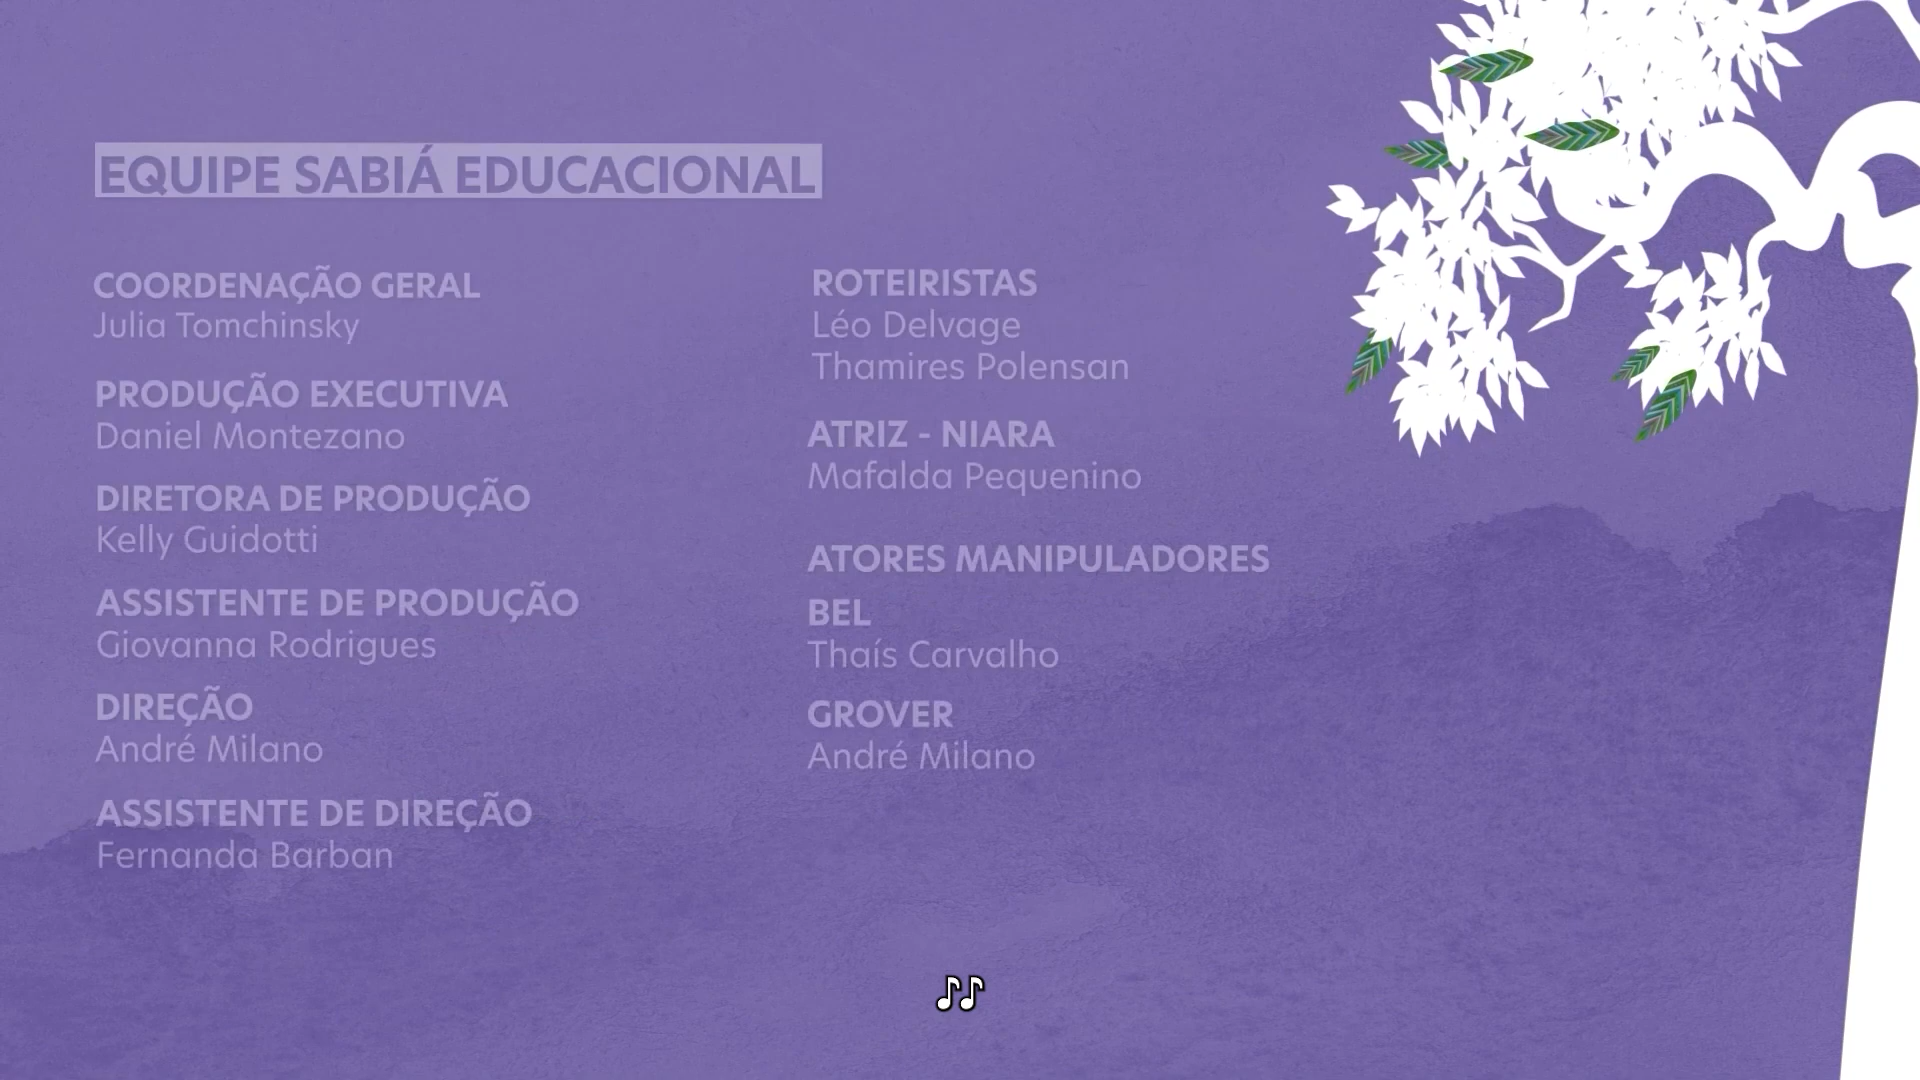 EQUIPE SABIÁ EDUCACIONAL
COORDENAÇÃO GERAL
Julia Tomchinsky
PRODUÇÃO EXECUTIVA
Daniel Montezano
DIRETORA DE PRODUÇÃO
Kelly Guidotti
ASSISTENTE DE PRODUÇÃO
Giovanna Rodrigues
DIREÇÃO
André Milano
ASSISTENTE DE DIREÇÃO
Fernanda Barban
ROTEIRISTAS
Léo Delvage
Thamires Polensan
ATRIZ - NIARA
Mafalda Pequenino
ATORES MANIPULADORES
BEL
Thaís Carvalho
GROVER
André Milano
♪♪